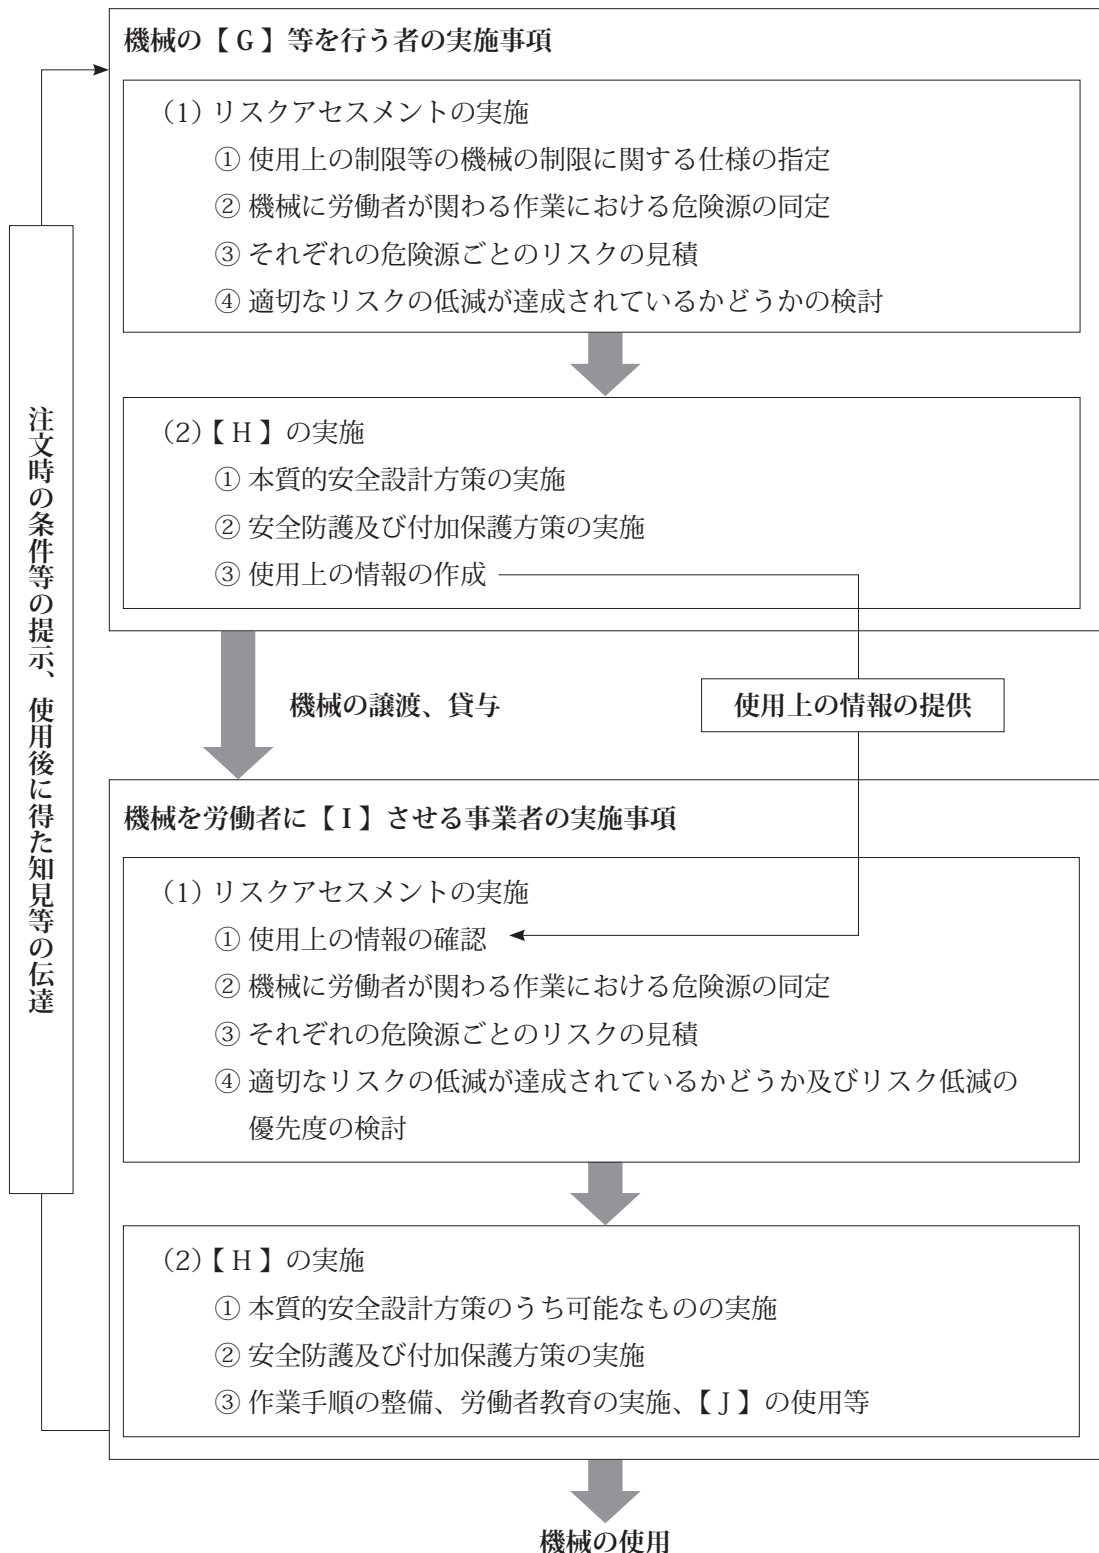 機械の【 G 】等を行う者の実施事項
（1）リスクアセスメントの実施
① 使用上の制限等の機械の制限に関する仕様の指定
② 機械に労働者が関わる作業における危険源の同定
③ それぞれの危険源ごとのリスクの見積
④ 適切なリスクの低減が達成されているかどうかの検討
（2）【 H 】の実施
① 本質的安全設計方策の実施
② 安全防護及び付加保護方策の実施
③ 使用上の情報の作成
注文時の条件等の提示、使用後に得た知見等の伝達
機械の譲渡、貸与
使用上の情報の提供
機械を労働者に【 I 】させる事業者の実施事項
（1）リスクアセスメントの実施
① 使用上の情報の確認
② 機械に労働者が関わる作業における危険源の同定
③ それぞれの危険源ごとのリスクの見積
④ 適切なリスクの低減が達成されているかどうか及びリスク低減の
優先度の検討
（2）【 H 】の実施
① 本質的安全設計方策のうち可能なものの実施
② 安全防護及び付加保護方策の実施
③ 作業手順の整備、労働者教育の実施、【 J 】の使用等
機械の使用